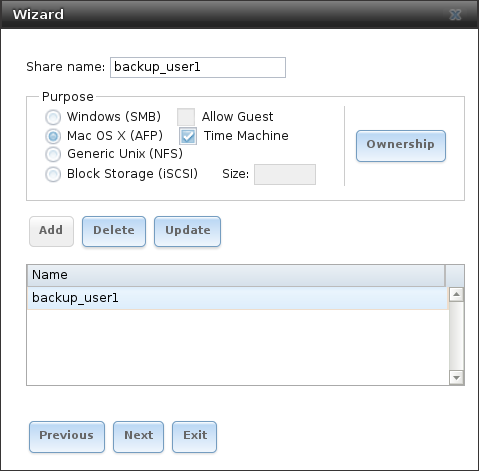 Wizard
Share name: backup_user1
Purpose
Windows (SMB) Allow Guest
Mac OS X (AFP) Time Machine
Generic Unix (NFS)
Block Storage (iSCSI) Size:
Ownership
Add Delete Update
Name
backup_user1
Previous Next Exit